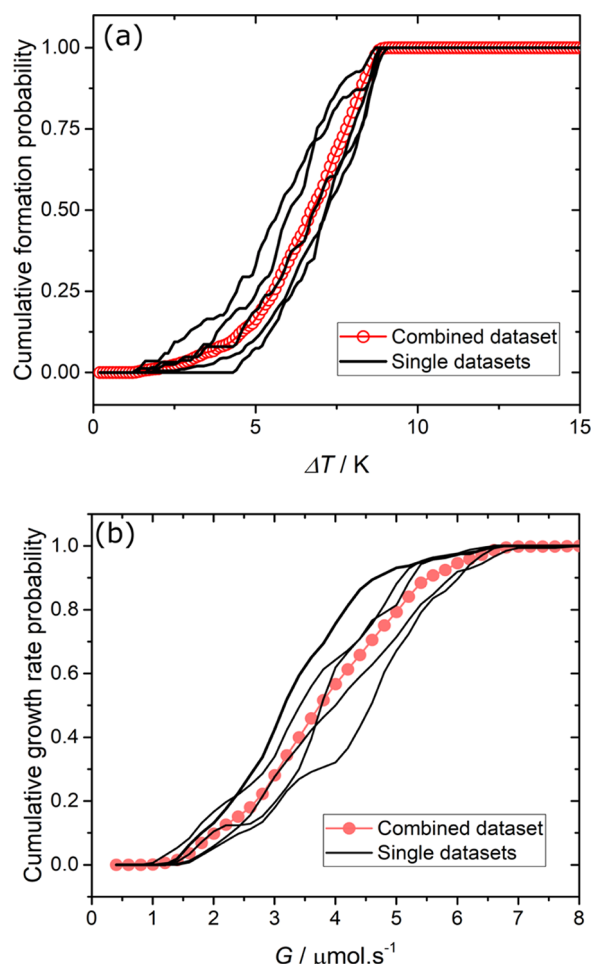 (a)
Cumulative formation probability
1.00
0.75
0.50
0.25
0.00
Combined dataset
Single datasets
0 5 10 15
ΔT / K
(b)
Cumulative growth rate probability
1.0
0.8
0.6
0.4
0.2
0.0
Combined dataset
Single datasets
0 1 2 3 4 5 6 7 8
G / μmol.s⁻¹